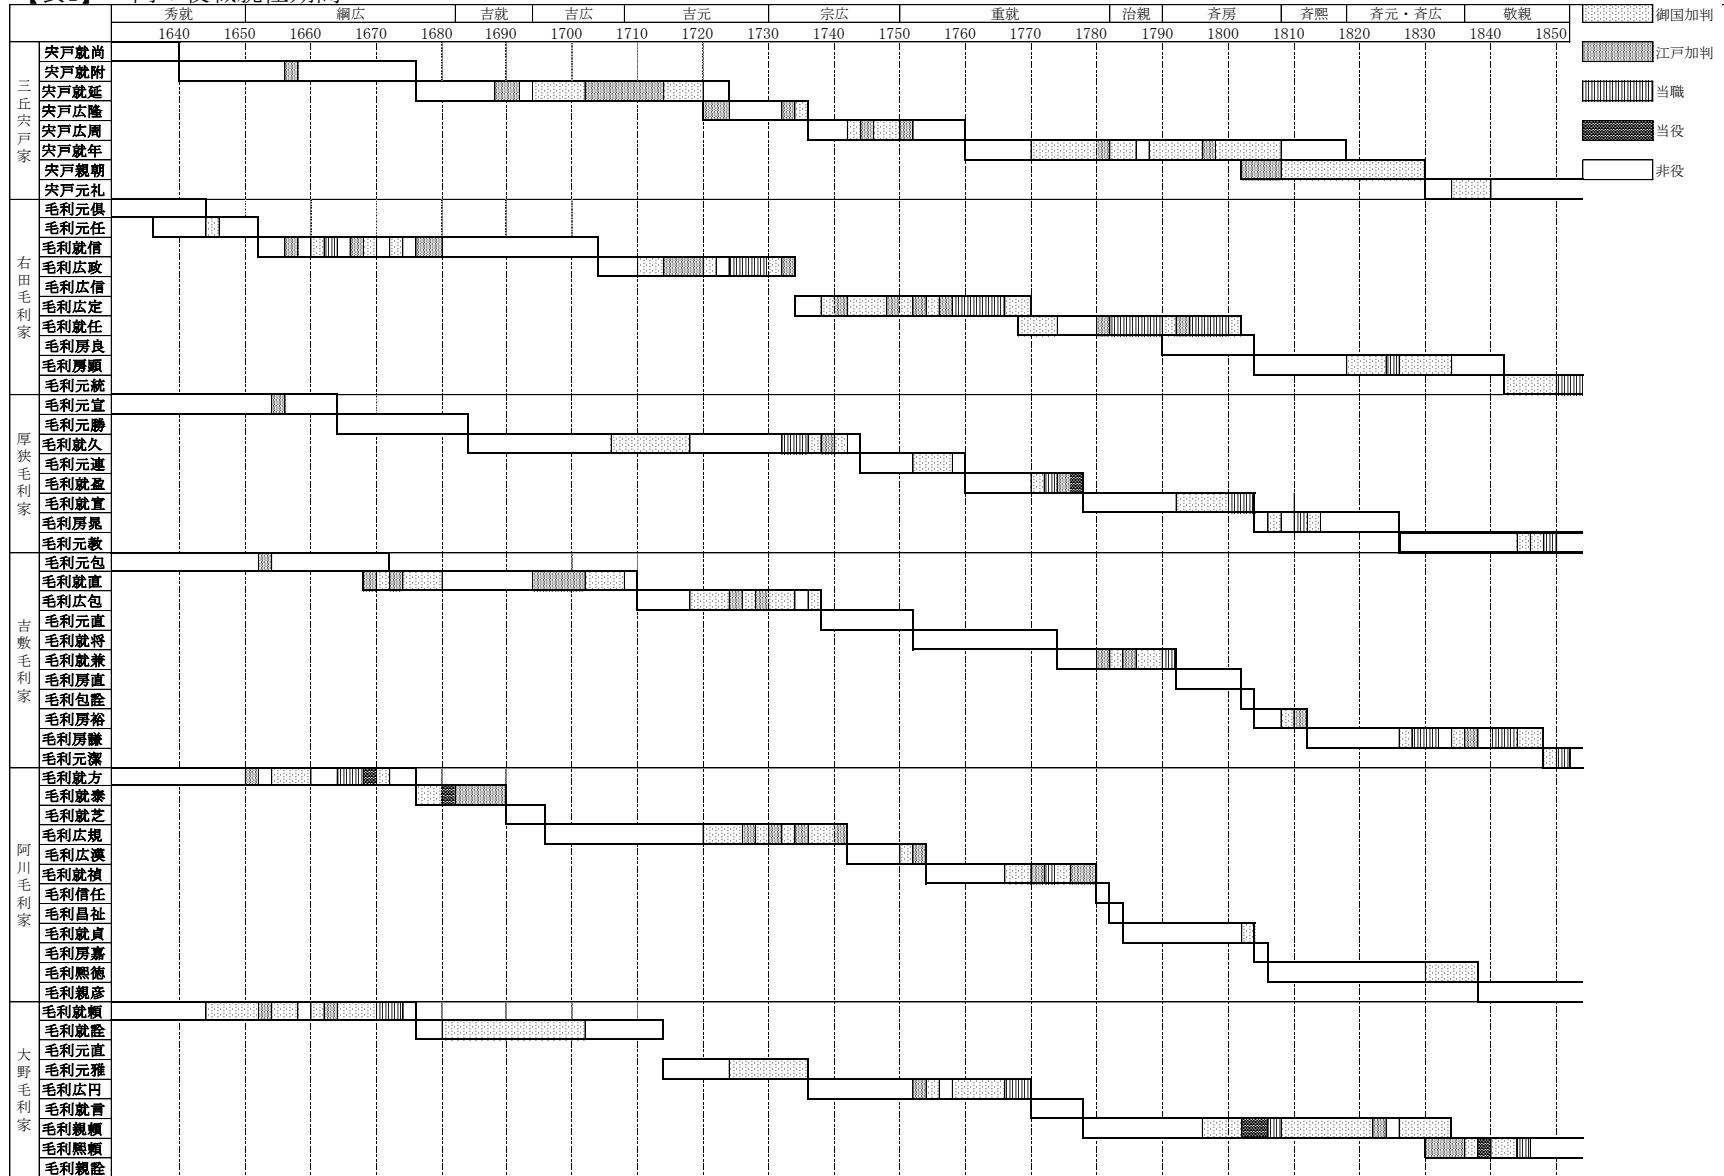 秀就 綱広 吉就 吉広 吉元 宗広 重就 治親 斉房 斉熙 斉元・斉広 敬親
1640 1650 1660 1670 1680 1690 1700 1710 1720 1730 1740 1750 1760 1770 1780 1790 1800 1810 1820 1830 1840 1850
御国加判
江戸加判
当職
当役
非役
三丘宍戸家
宍戸就尚
宍戸就附
宍戸就延
宍戸広隆
宍戸広周
宍戸就年
宍戸親朝
宍戸元礼
右田毛利家
毛利元倶
毛利元任
毛利就信
毛利広政
毛利広信
毛利広定
毛利就任
毛利房良
毛利房顕
毛利元統
厚狭毛利家
毛利元宣
毛利元勝
毛利就久
毛利元連
毛利就盈
毛利就宣
毛利房晁
毛利元教
吉敷毛利家
毛利元包
毛利就直
毛利広包
毛利元直
毛利就将
毛利就兼
毛利房直
毛利包詮
毛利房裕
毛利房謙
毛利元潔
阿川毛利家
毛利就方
毛利就泰
毛利就芝
毛利広規
毛利広漢
毛利就禎
毛利信任
毛利昌祉
毛利就貞
毛利房嘉
毛利熙徳
毛利親彦
大野毛利家
毛利就頼
毛利就詮
毛利元直
毛利元雅
毛利広円
毛利就言
毛利親頼
毛利熙頼
毛利親詮